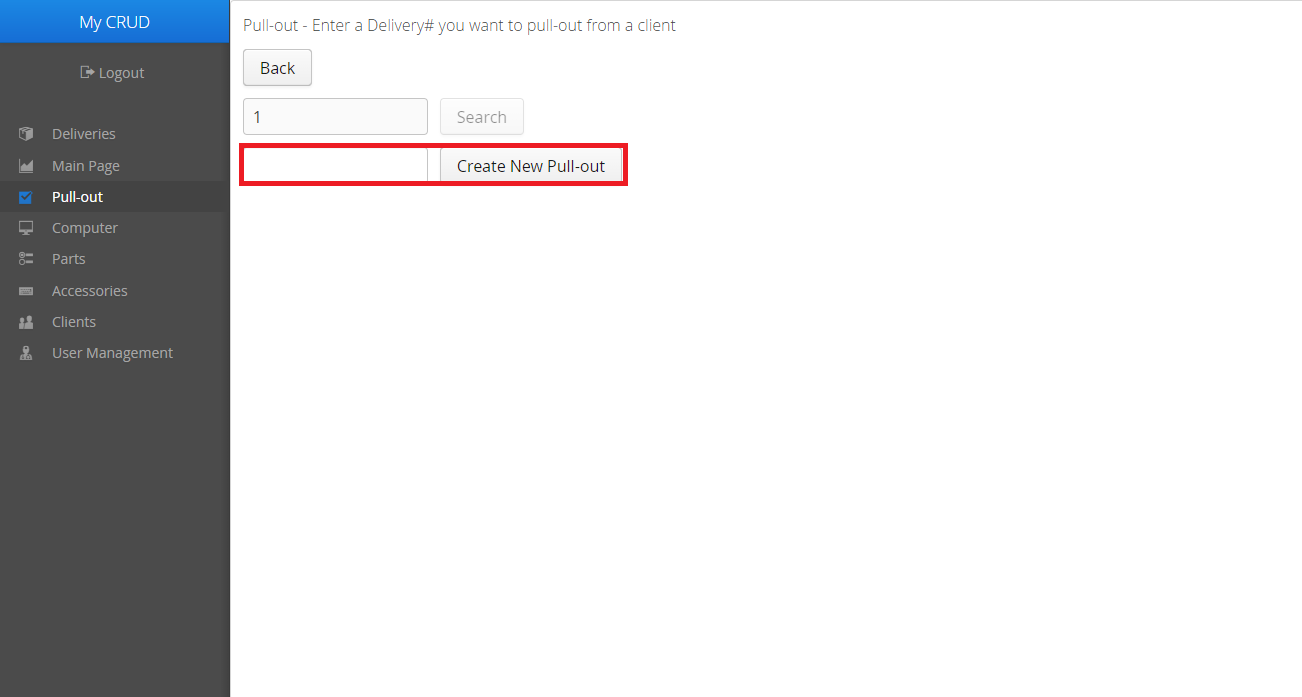 My CRUD
Logout
Deliveries
Main Page
Pull-out
Computer
Parts
Accessories
Clients
User Management
Pull-out - Enter a Delivery# you want to pull-out from a client
Back
1 Search
Create New Pull-out